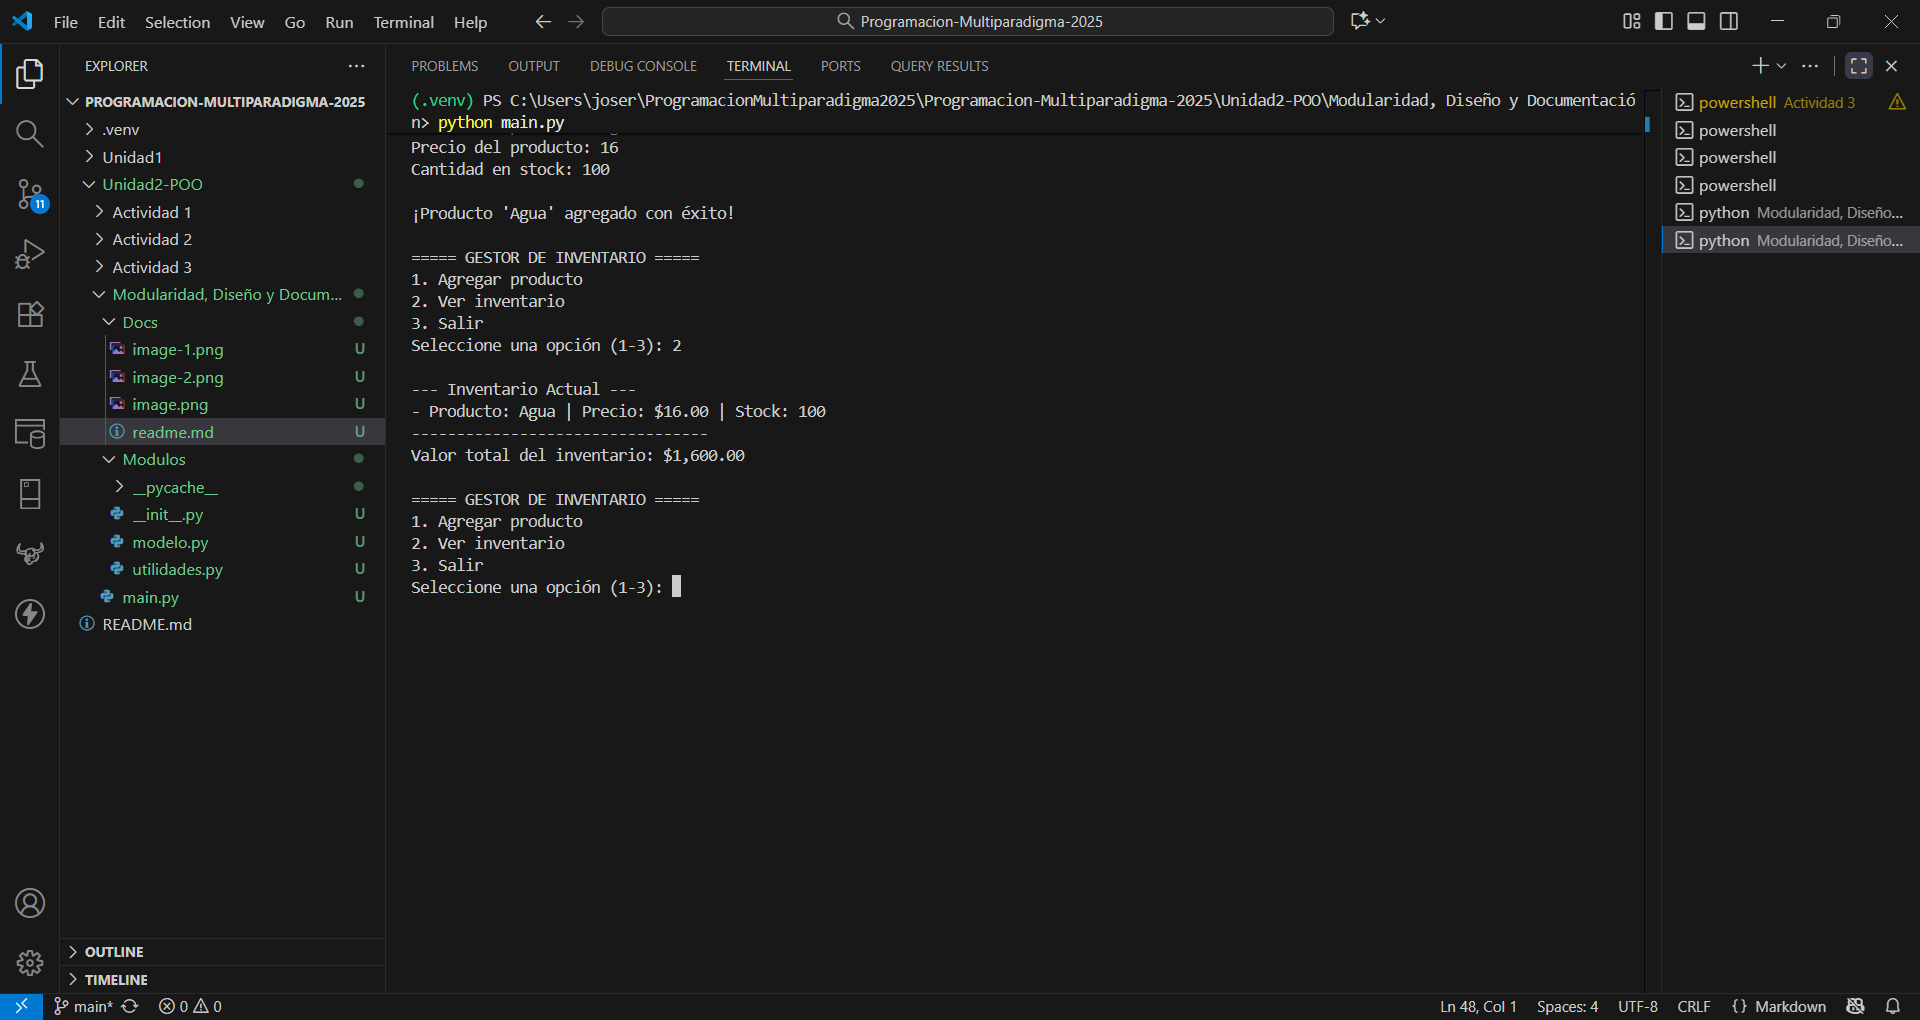 File Edit Selection View Go Run Terminal Help
Programacion-Multiparadigma-2025
EXPLORER
PROGRAMACION-MULTIPARADIGMA-2025
.venv
Unidad1
Unidad2-POO
Actividad 1
Actividad 2
Actividad 3
Modularidad, Diseño y Docum...
Docs
image-1.png U
image-2.png U
image.png U
readme.md U
Modulos
__pycache__
__init__.py U
modelo.py U
utilidades.py U
main.py U
README.md
11
OUTLINE
TIMELINE
PROBLEMS OUTPUT DEBUG CONSOLE TERMINAL PORTS QUERY RESULTS
(.venv) PS C:\Users\joser\ProgramacionMultiparadigma2025\Programacion-Multiparadigma-2025\Unidad2-POO\Modularidad, Diseño y Documentació
n> python main.py
Precio del producto: 16
Cantidad en stock: 100
¡Producto 'Agua' agregado con éxito!
===== GESTOR DE INVENTARIO =====
1. Agregar producto
2. Ver inventario
3. Salir
Seleccione una opción (1-3): 2
--- Inventario Actual ---
- Producto: Agua | Precio: $16.00 | Stock: 100
---------------------------------
Valor total del inventario: $1,600.00
===== GESTOR DE INVENTARIO =====
1. Agregar producto
2. Ver inventario
3. Salir
Seleccione una opción (1-3):
powershell Actividad 3
powershell
powershell
powershell
python Modularidad, Diseño...
python Modularidad, Diseño...
main* 0 0
Ln 48, Col 1 Spaces: 4 UTF-8 CRLF {} Markdown